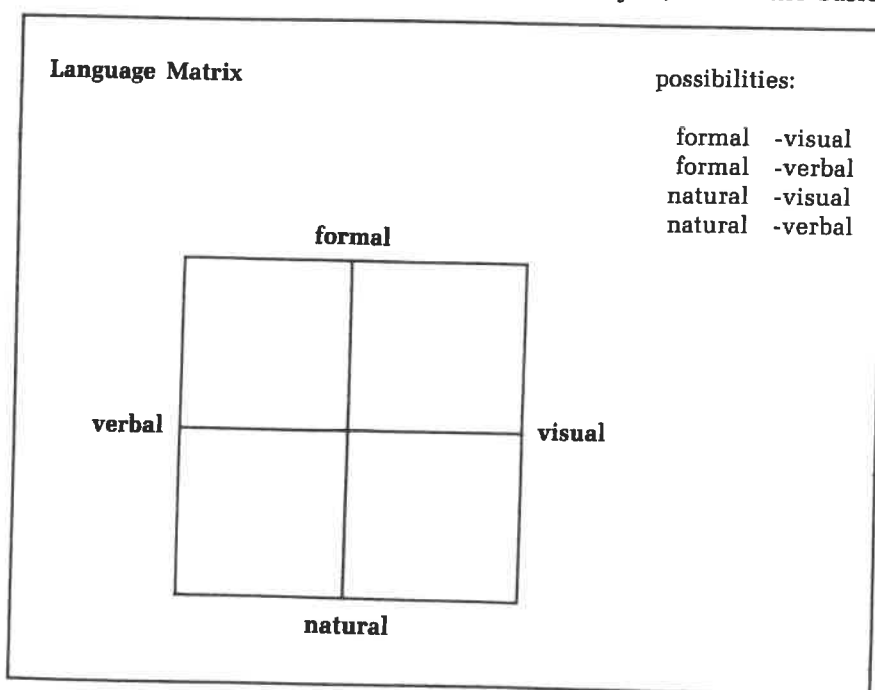 Language Matrix
possibilities:
formal -visual
formal -verbal
natural -visual
natural -verbal
formal
verbal
visual
natural